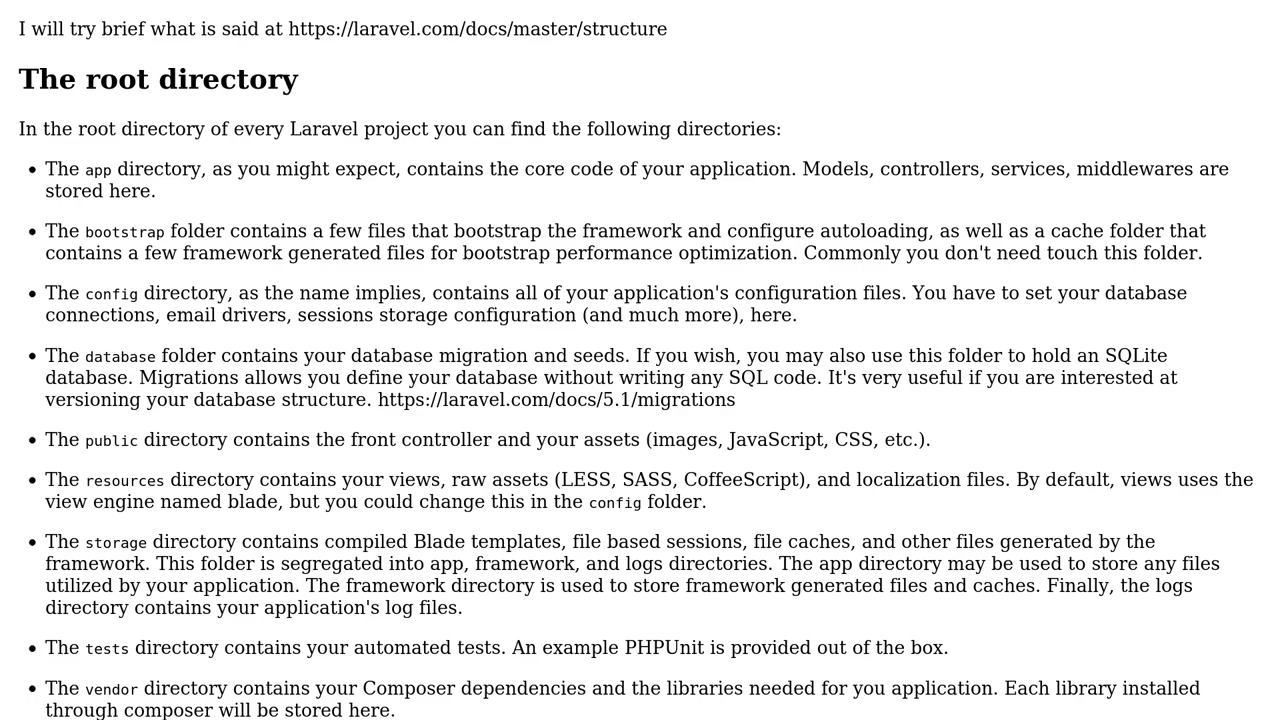 I will try brief what is said at https://laravel.com/docs/master/structure
The root directory
In the root directory of every Laravel project you can find the following directories:
• The app directory, as you might expect, contains the core code of your application. Models, controllers, services, middlewares are
stored here.
• The bootstrap folder contains a few files that bootstrap the framework and configure autoloading, as well as a cache folder that
contains a few framework generated files for bootstrap performance optimization. Commonly you don't need touch this folder.
• The config directory, as the name implies, contains all of your application's configuration files. You have to set your database
connections, email drivers, sessions storage configuration (and much more), here.
• The database folder contains your database migration and seeds. If you wish, you may also use this folder to hold an SQLite
database. Migrations allows you define your database without writing any SQL code. It's very useful if you are interested at
versioning your database structure. https://laravel.com/docs/5.1/migrations
• The public directory contains the front controller and your assets (images, JavaScript, CSS, etc.).
• The resources directory contains your views, raw assets (LESS, SASS, CoffeeScript), and localization files. By default, views uses the
view engine named blade, but you could change this in the config folder.
• The storage directory contains compiled Blade templates, file based sessions, file caches, and other files generated by the
framework. This folder is segregated into app, framework, and logs directories. The app directory may be used to store any files
utilized by your application. The framework directory is used to store framework generated files and caches. Finally, the logs
directory contains your application's log files.
• The tests directory contains your automated tests. An example PHPUnit is provided out of the box.
• The vendor directory contains your Composer dependencies and the libraries needed for you application. Each library installed
through composer will be stored here.